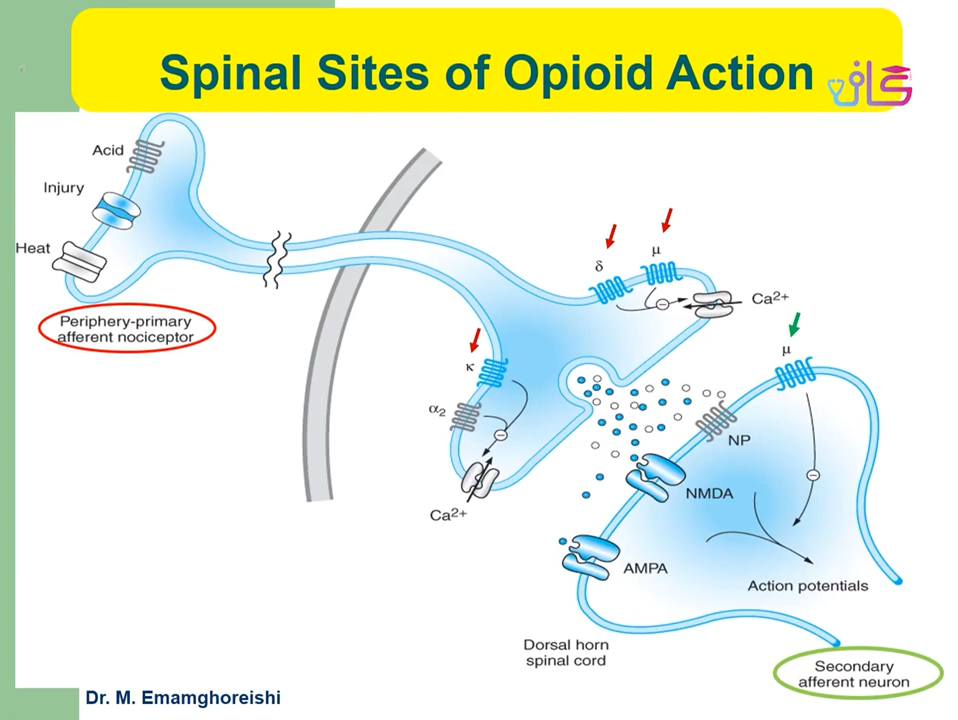 Spinal Sites of Opioid Action
Acid
Injury
Heat
Periphery-primary
afferent nociceptor
δ
μ
Ca2+
μ
κ
α2
Ca2+
NP
NMDA
AMPA
Action potentials
Dorsal horn
spinal cord
Secondary
afferent neuron
Dr. M. Emamghoreishi